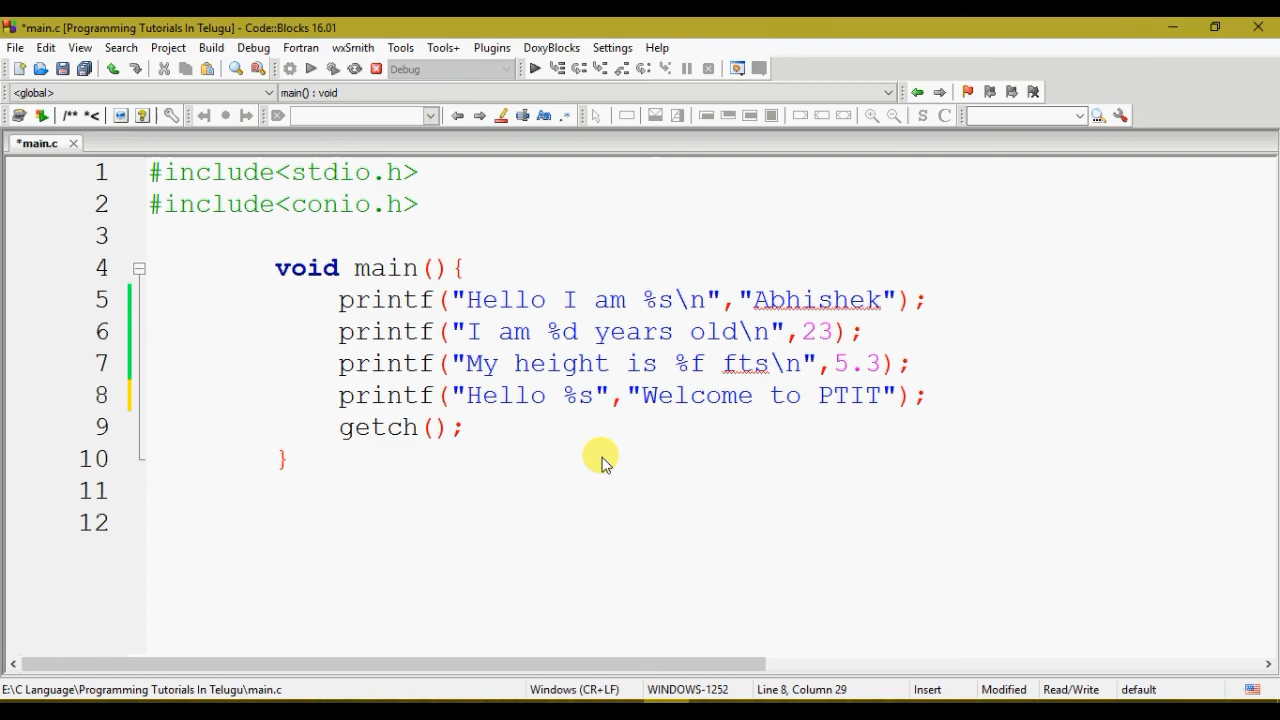 *main.c [Programming Tutorials In Telugu] - Code::Blocks 16.01
File Edit View Search Project Build Debug Fortran wxSmith Tools Tools+ Plugins DoxyBlocks Settings Help
Debug
<global> main() : void
/** *< Aa .* S C
*main.c
1 #include<stdio.h>
2 #include<conio.h>
3
4 void main(){
5 printf("Hello I am %s\n","Abhishek");
6 printf("I am %d years old\n",23);
7 printf("My height is %f fts\n",5.3);
8 printf("Hello %s","Welcome to PTIT");
9 getch();
10 }
11
12
E:\C Language\Programming Tutorials In Telugu\main.c Windows (CR+LF) WINDOWS-1252 Line 8, Column 29 Insert Modified Read/Write default